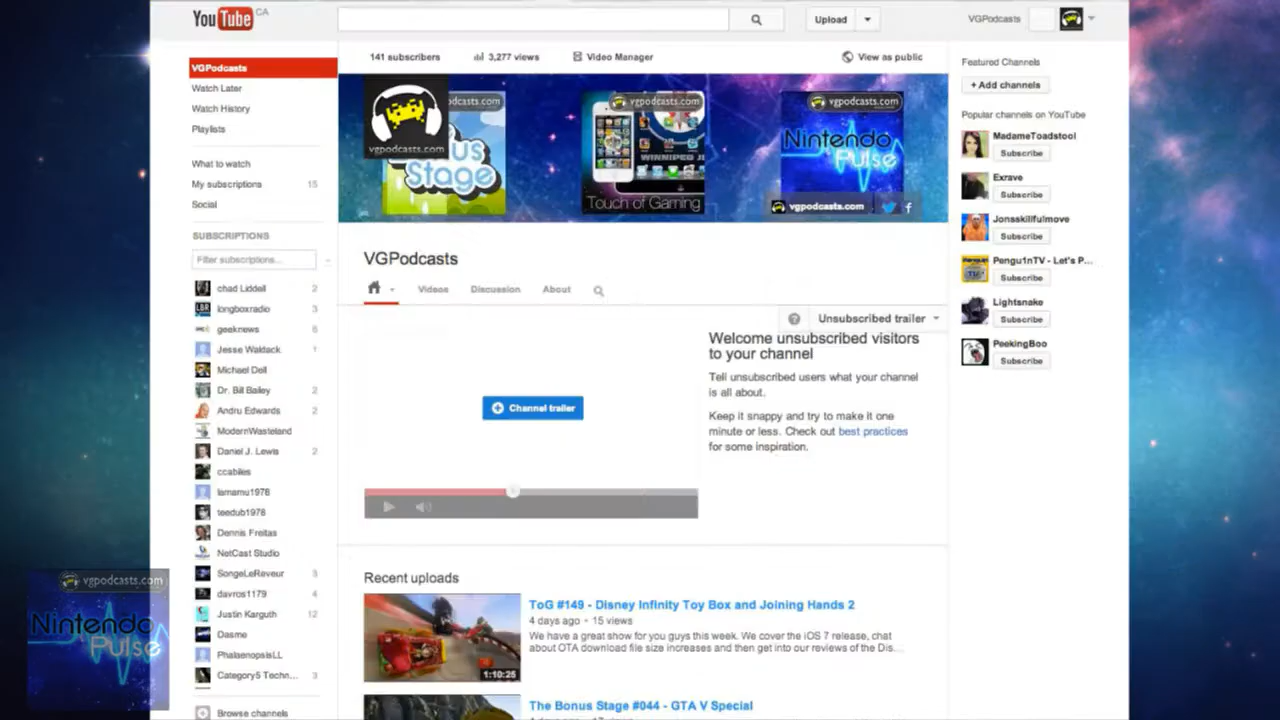 YouTube CA
Upload
VGPodcasts
VGPodcasts
Watch Later
Watch History
Playlists
What to watch
My subscriptions 15
Social
SUBSCRIPTIONS
Filter subscriptions...
chad Liddell 2
longboxradio 3
geeknews 6
Jesse Waldack 1
Michael Dell
Dr. Bill Bailey 2
Andru Edwards 2
ModernWasteland
Daniel J. Lewis 2
ccabiles
lamamu1978
teedub1978
Dennis Freitas
NetCast Studio
SongeLeReveur 3
davros1179 4
Justin Karguth 12
Dasme
PhalaenopsisLL
Category5 Techn... 3
Browse channels
141 subscribers
3,277 views
Video Manager
View as public
vgpodcasts.com
dcasts.com
us
Stage
vgpodcasts.com
WINNIPEG JE
Touch of Gaming
vgpodcasts.com
Nintendo
Pulse
vgpodcasts.com
VGPodcasts
Videos
Discussion
About
Unsubscribed trailer
Channel trailer
Welcome unsubscribed visitors
to your channel
Tell unsubscribed users what your channel
is all about.
Keep it snappy and try to make it one
minute or less. Check out best practices
for some inspiration.
Recent uploads
ToG #149 - Disney Infinity Toy Box and Joining Hands 2
4 days ago • 15 views
We have a great show for you guys this week. We cover the iOS 7 release, chat
about OTA download file size increases and then get into our reviews of the Dis...
1:10:25
The Bonus Stage #044 - GTA V Special
Featured Channels
+ Add channels
Popular channels on YouTube
MadameToadstool
Subscribe
Exrave
Subscribe
Jonsskillfulmove
Subscribe
Pengu1nTV - Let's P...
Subscribe
Lightsnake
Subscribe
PeekingBoo
Subscribe
vgpodcasts.com
Nintendo
Pulse